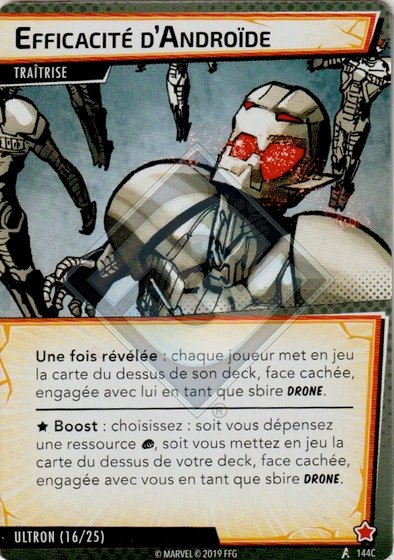 EFFICACITÉ D'ANDROÏDE
TRAÎTRISE
Une fois révélée : chaque joueur met en jeu
la carte du dessus de son deck, face cachée,
engagée avec lui en tant que sbire DRONE.
★ Boost : choisissez : soit vous dépensez
une ressource, soit vous mettez en jeu la
carte du dessus de votre deck, face cachée,
engagée avec vous en tant que sbire DRONE.
ULTRON (16/25)
© MARVEL © 2019 FFG
144C